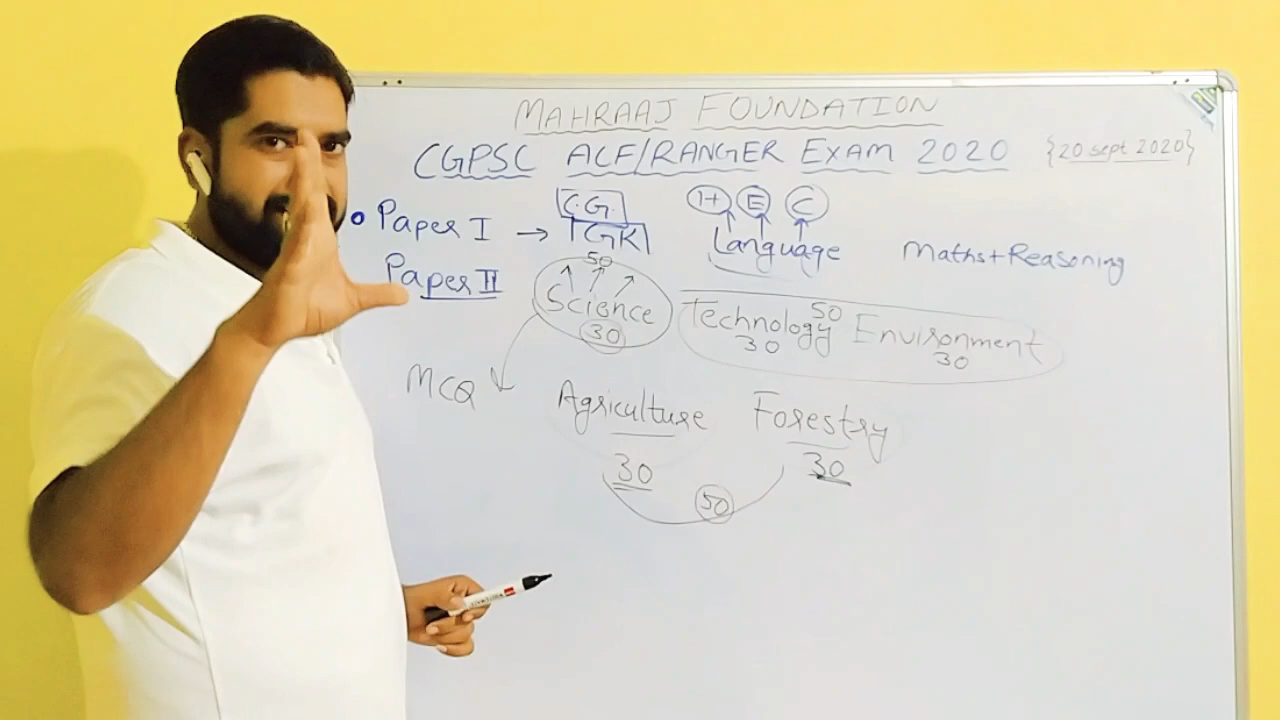 MAHRAAJ FOUNDATION
CGPSC ACF/RANGER EXAM 2020 {20 sept 2020}
C.G. H E C
Paper I → GK Language Maths+Reasoning
Paper II
50
Science Technology 50 Environment
30 30 30
MCQ Agriculture Forestry
30 30
50